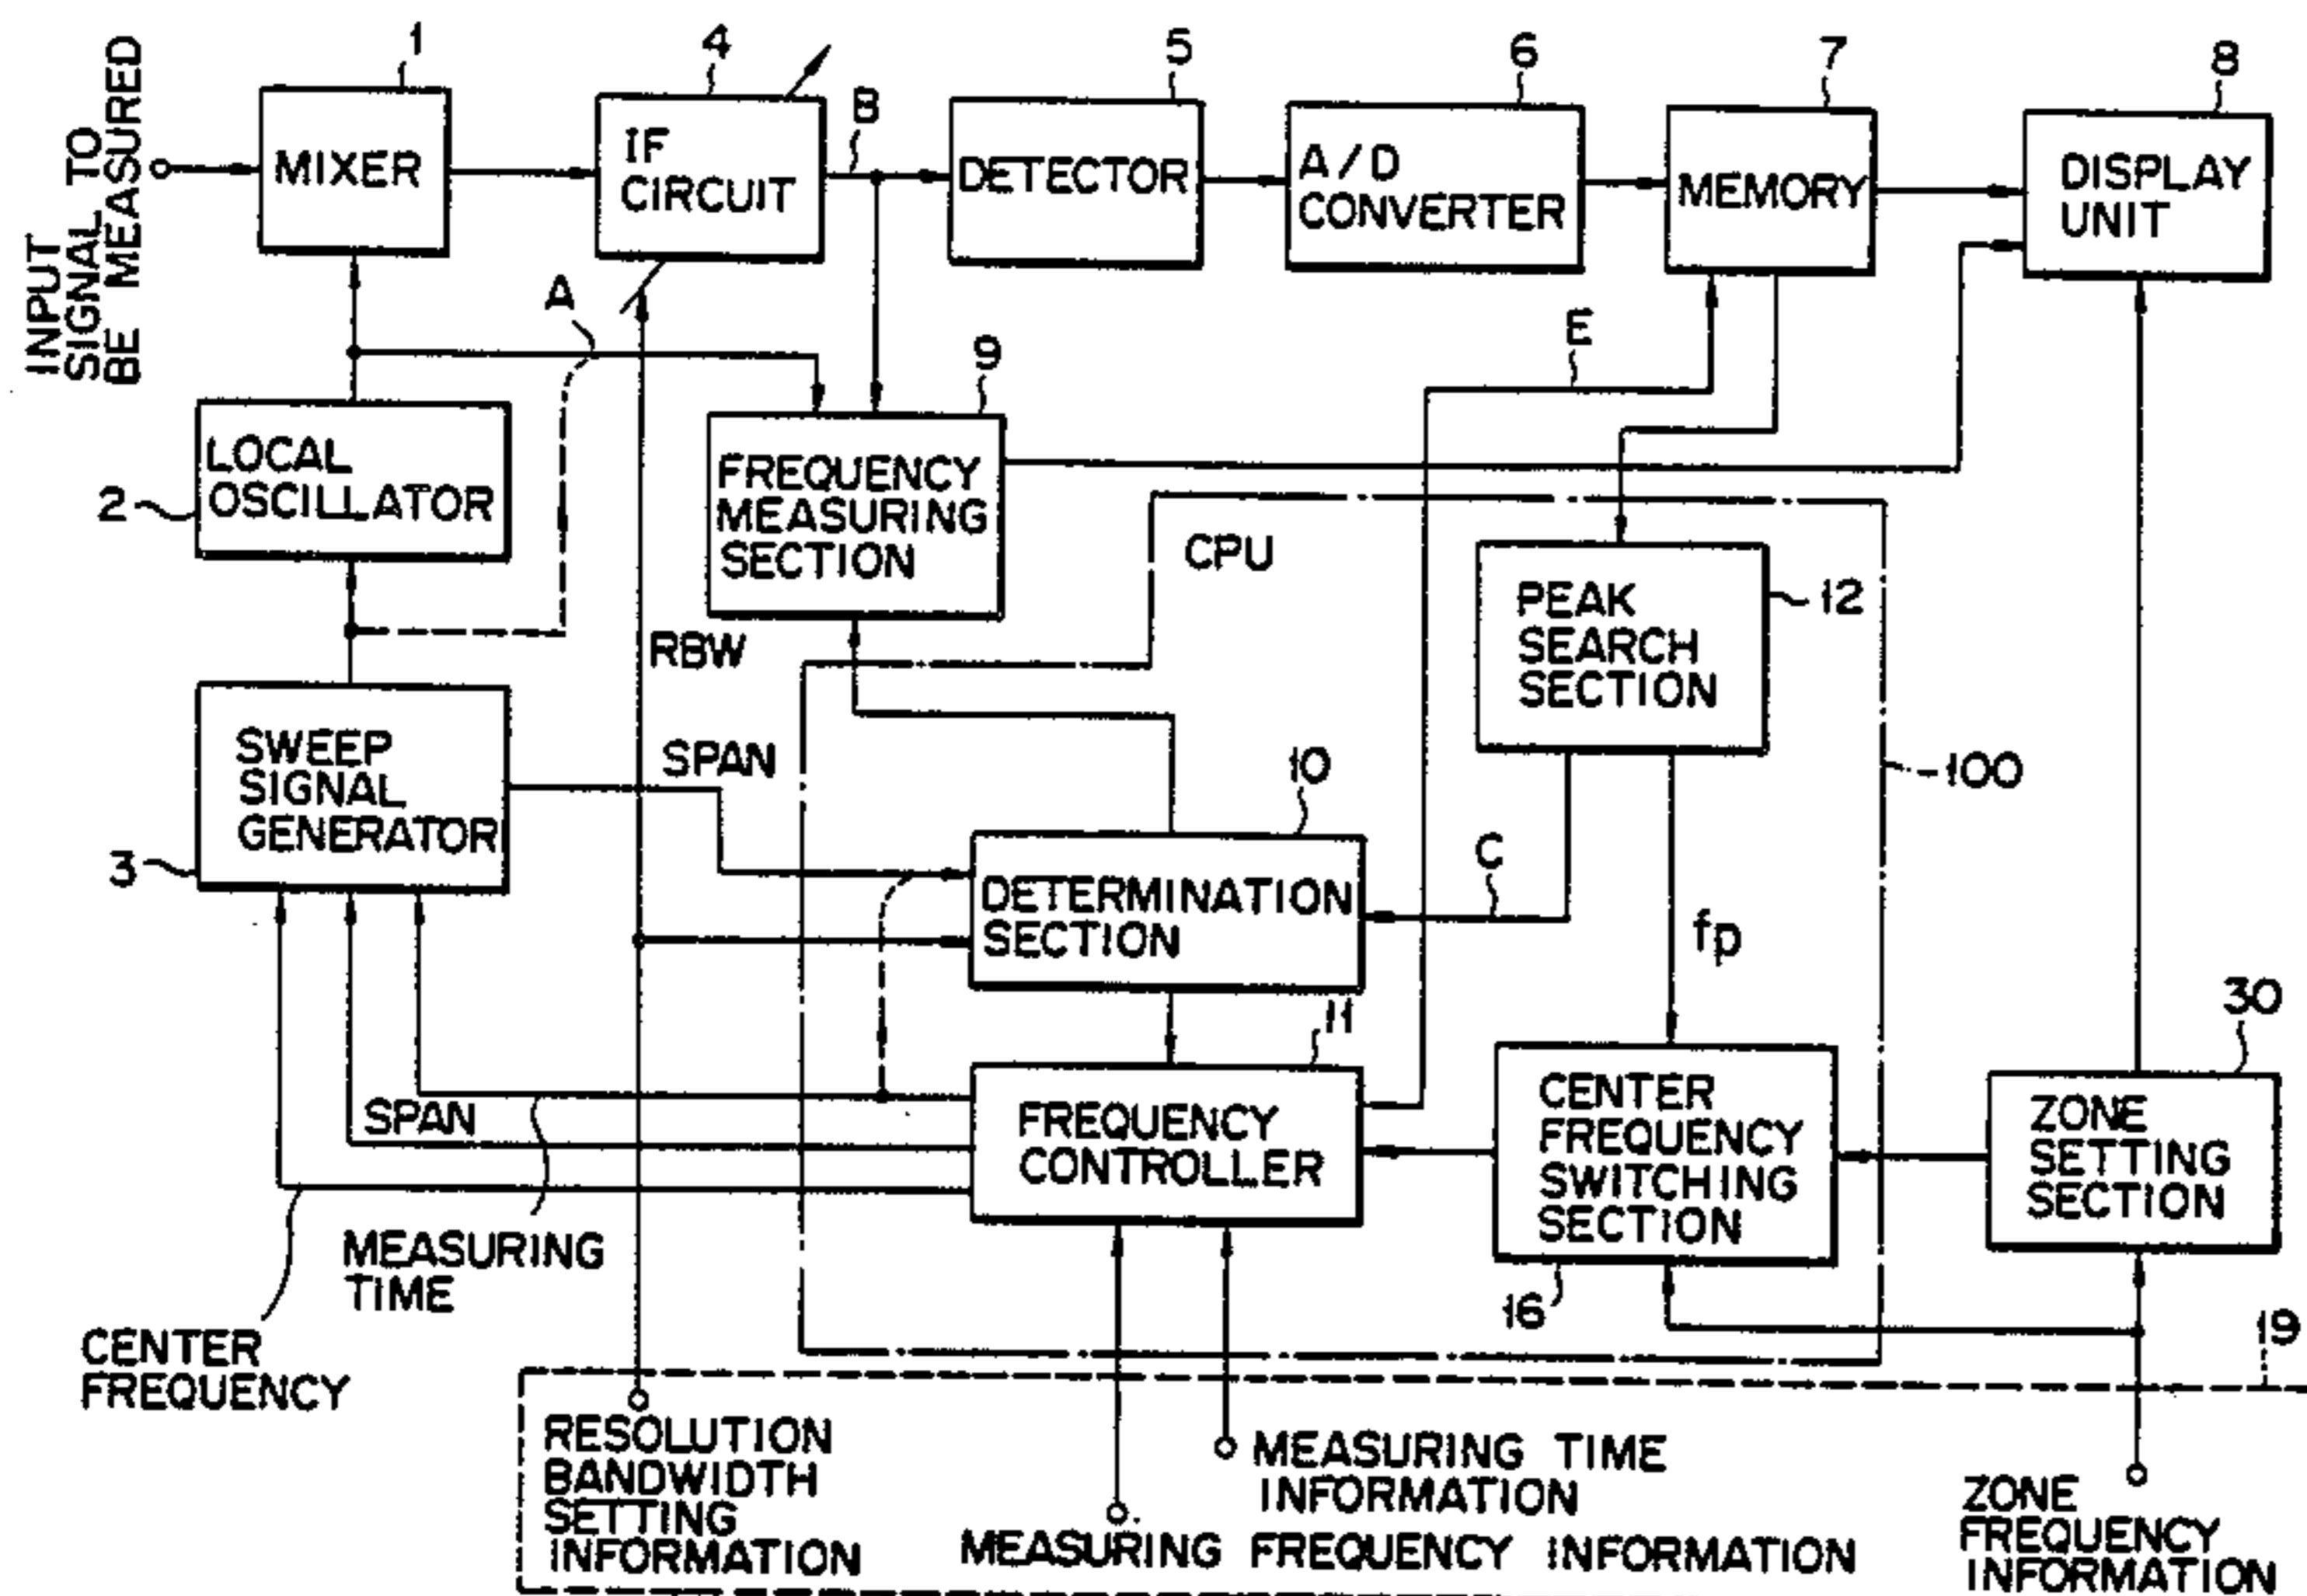 1
4
5
6
7
8
INPUT
SIGNAL TO
BE MEASURED
MIXER
IF
CIRCUIT
B
DETECTOR
A/D
CONVERTER
MEMORY
DISPLAY
UNIT
A
E
9
LOCAL
OSCILLATOR
2
FREQUENCY
MEASURING
SECTION
CPU
PEAK
SEARCH
SECTION
12
RBW
SWEEP
SIGNAL
GENERATOR
3
SPAN
10
100
DETERMINATION
SECTION
C
fp
11
30
SPAN
FREQUENCY
CONTROLLER
CENTER
FREQUENCY
SWITCHING
SECTION
ZONE
SETTING
SECTION
MEASURING
TIME
16
19
CENTER
FREQUENCY
RESOLUTION
BANDWIDTH
SETTING
INFORMATION
MEASURING TIME
INFORMATION
MEASURING FREQUENCY INFORMATION
ZONE
FREQUENCY
INFORMATION